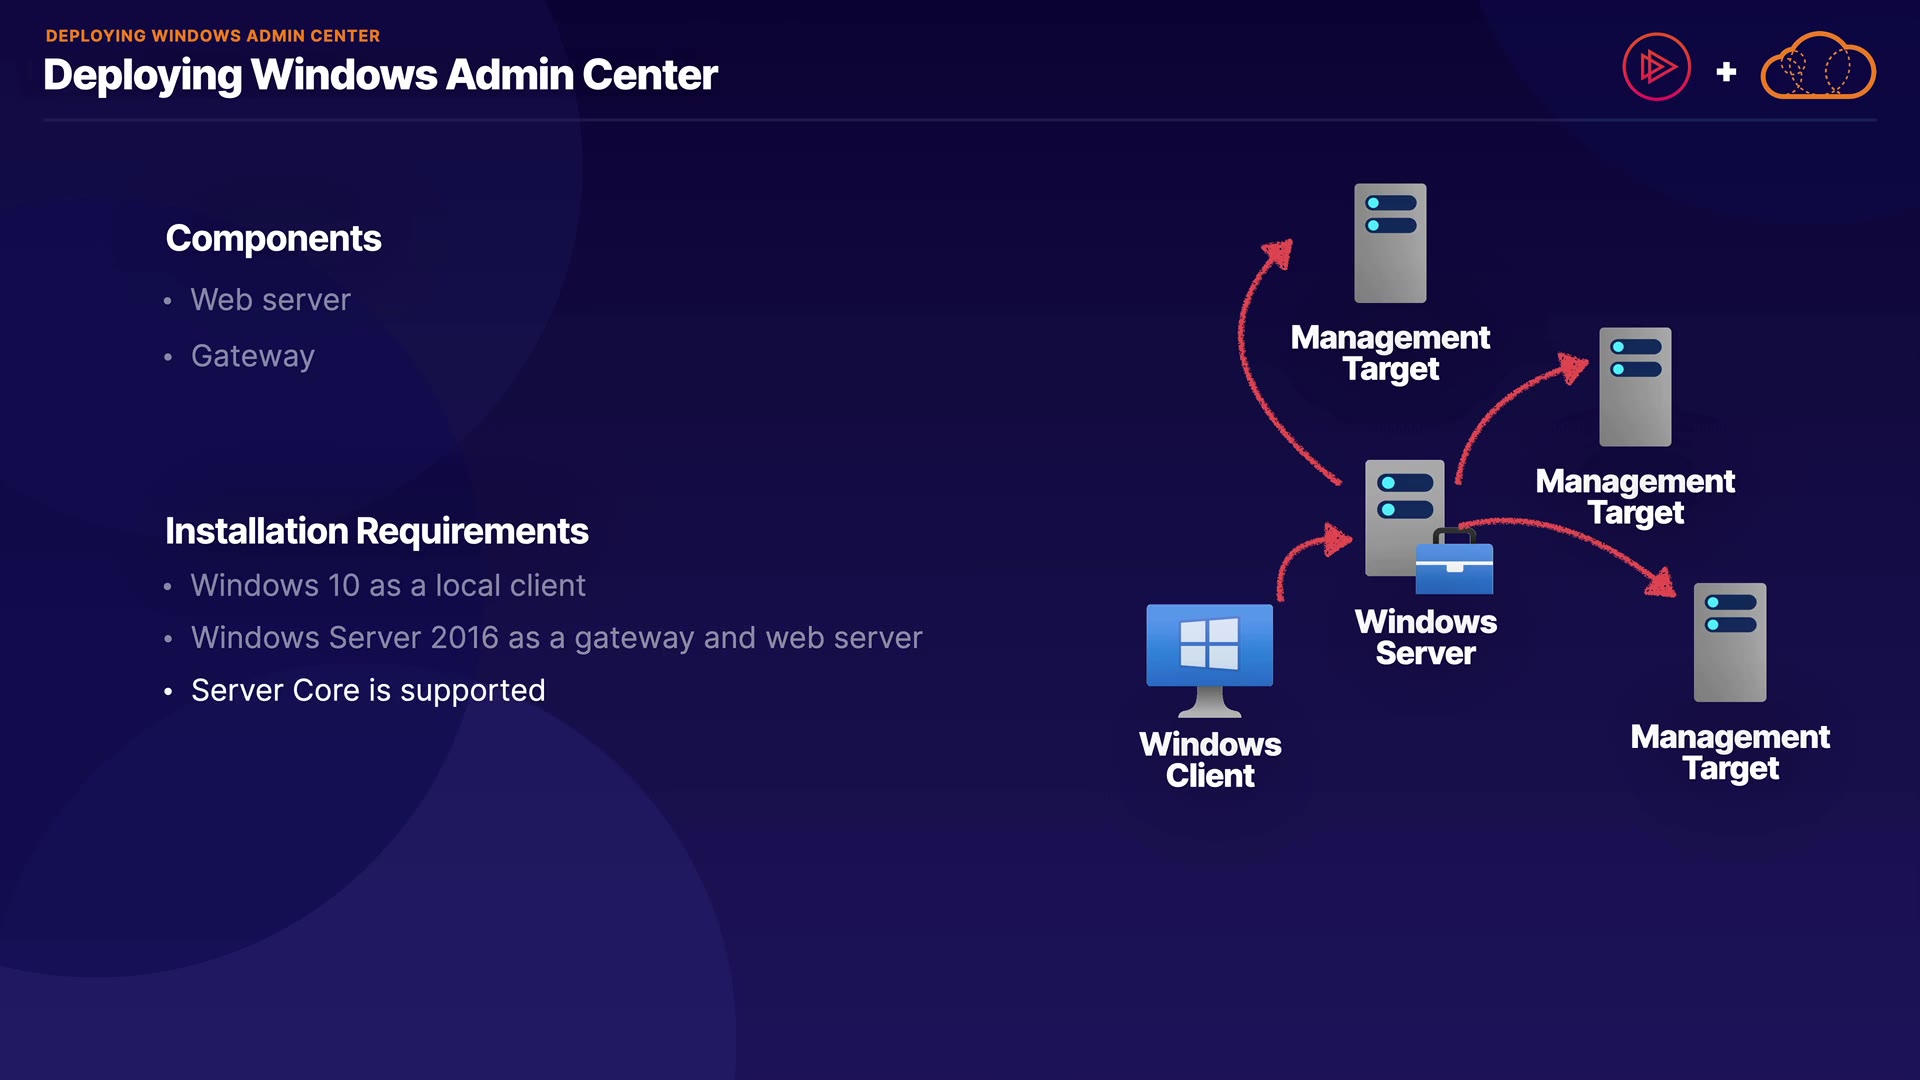 DEPLOYING WINDOWS ADMIN CENTER
Deploying Windows Admin Center
Components
• Web server
• Gateway
Installation Requirements
• Windows 10 as a local client
• Windows Server 2016 as a gateway and web server
• Server Core is supported
Management
Target
Management
Target
Windows
Server
Management
Target
Windows
Client